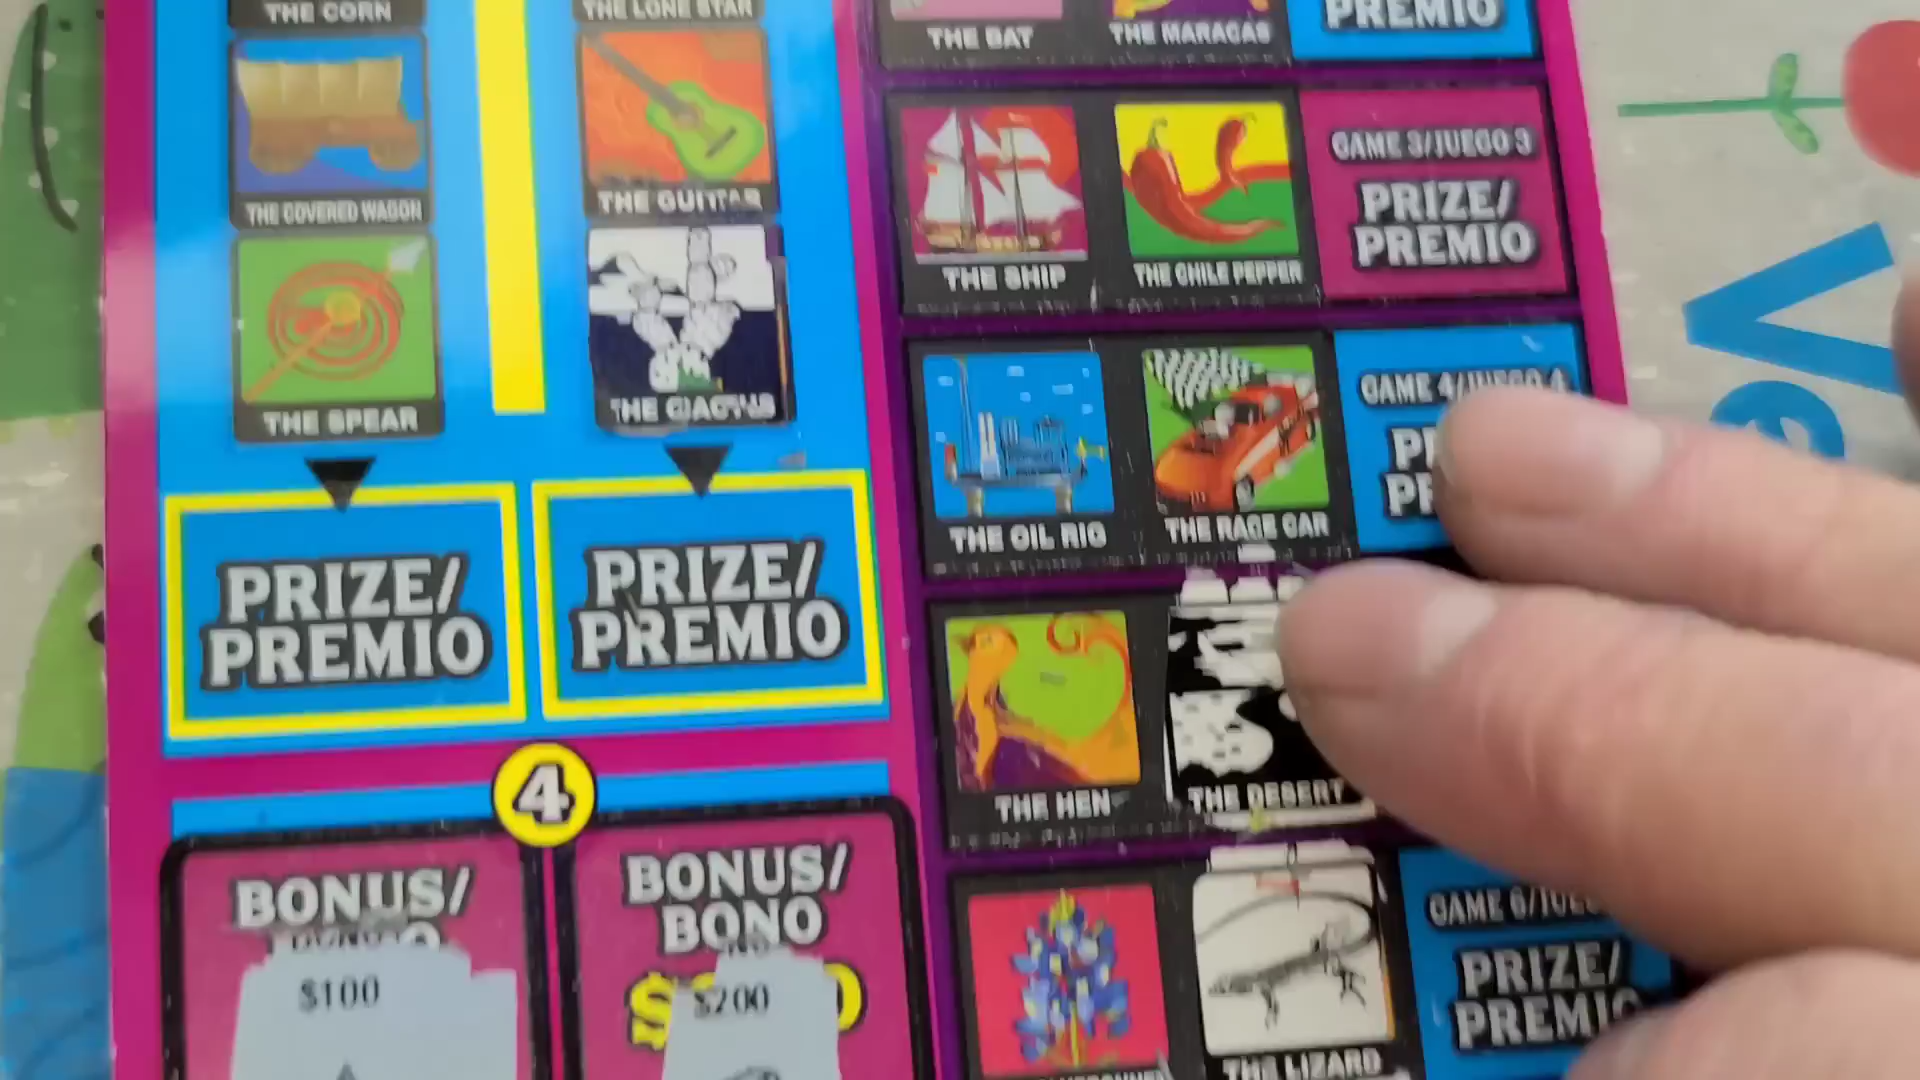 THE CORN
THE LONE STAR
THE COVERED WAGON
THE GUITAR
THE SPEAR
THE CACTUS
PRIZE/
PREMIO
PRIZE/
PREMIO
4
BONUS/
$100
BONUS/
BONO
$200
THE BAT
THE MARACAS
PREMIO
THE SHIP
THE CHILE PEPPER
GAME 3/JUEGO 3
PRIZE/
PREMIO
THE OIL RIG
THE RACE CAR
GAME 4/JUEGO 4
THE HEN
THE DESERT
THE LIZARD
GAME 6/
PRIZE/
PREMIO
Ve